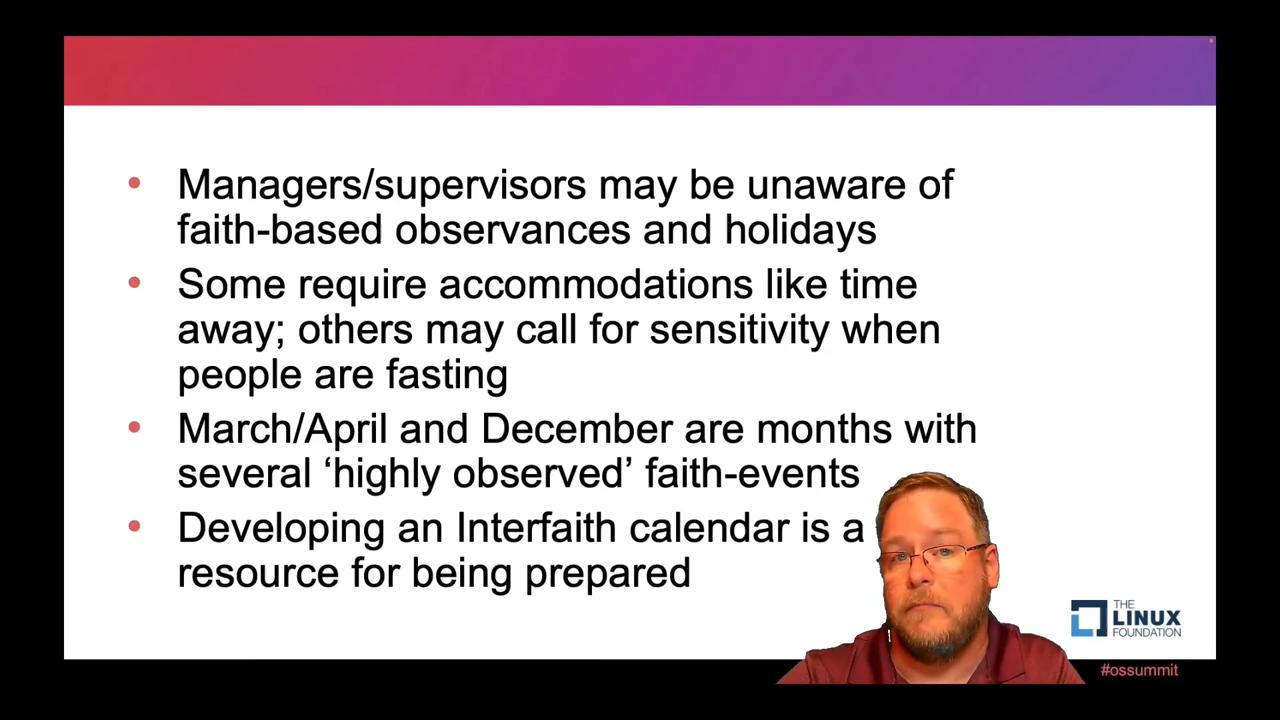 • Managers/supervisors may be unaware of
faith-based observances and holidays
• Some require accommodations like time
away; others may call for sensitivity when
people are fasting
• March/April and December are months with
several ‘highly observed’ faith-events
• Developing an Interfaith calendar is a
resource for being prepared
THE
LINUX
FOUNDATION
#ossummit